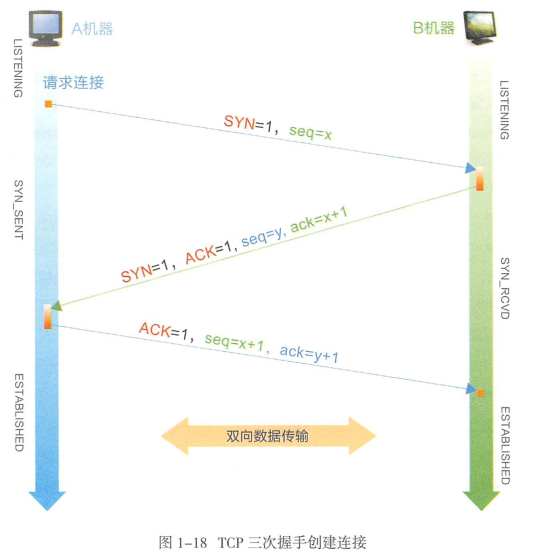 A机器
B机器
LISTENING
请求连接
LISTENING
SYN=1, seq=x
SYN_SENT
SYN=1, ACK=1, seq=y, ack=x+1
SYN_RCVD
ACK=1, seq=x+1, ack=y+1
ESTABLISHED
ESTABLISHED
双向数据传输
图 1-18 TCP 三次握手创建连接